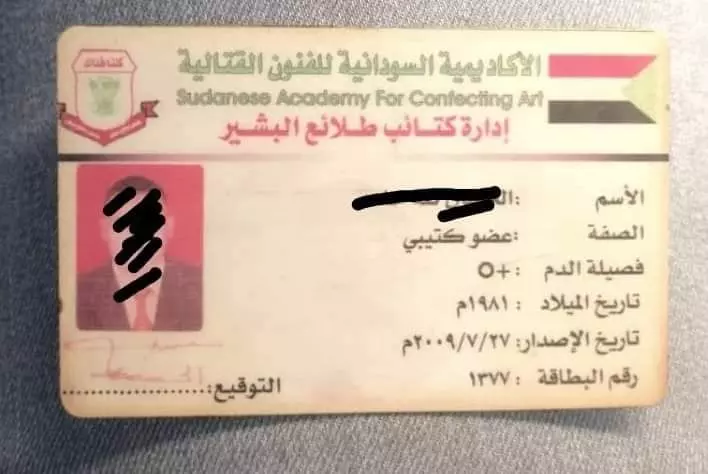 كتائبنا
الأكاديمية السودانية للفنون القتالية
Sudanese Academy For Confecting Art
إدارة كتائب طلائع البشير
الأسم :
الصفة :عضو كتيبي
فصيلة الدم :+O
تاريخ الميلاد :١٩٨١م
تاريخ الإصدار: ٢٠٠٩/٧/٢٧م
رقم البطاقة :١٣٧٧
التوقيع:....................